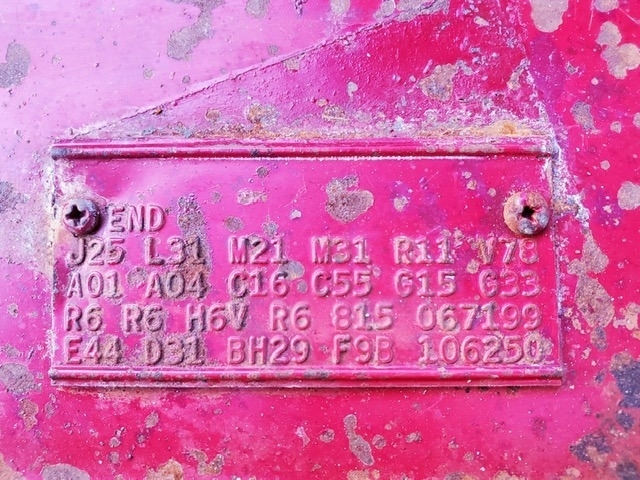 END
J25 L31 M21 M31 R11 V78
A01 A04 C16 C55 G15 G33
R6 R6 H6V R6 815 067199
E44 D31 BH29 F9B 106250